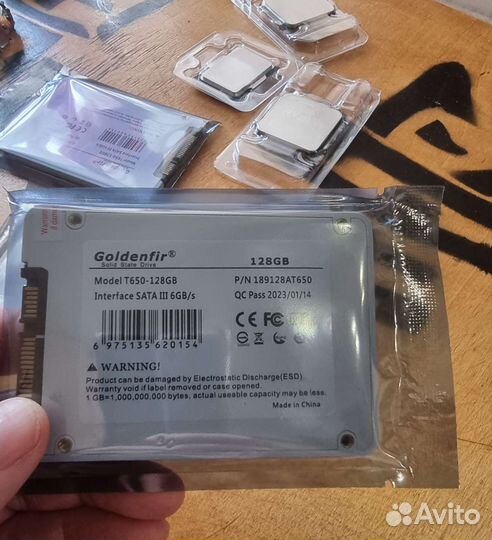 Goldenfir®
Solid State Drive
128GB
Model T650-128GB
P/N 189128AT650
Interface SATA III 6GB/s
QC Pass 2023/01/14
6 975135 620154
CE FC
WARNING!
Product can be damaged by Electrostatic Discharge(ESD)
Warranty void if label removed or case opened.
1 GB=1,000,000,000 bytes, actual useable capacity may be less.
Made in China
Avito